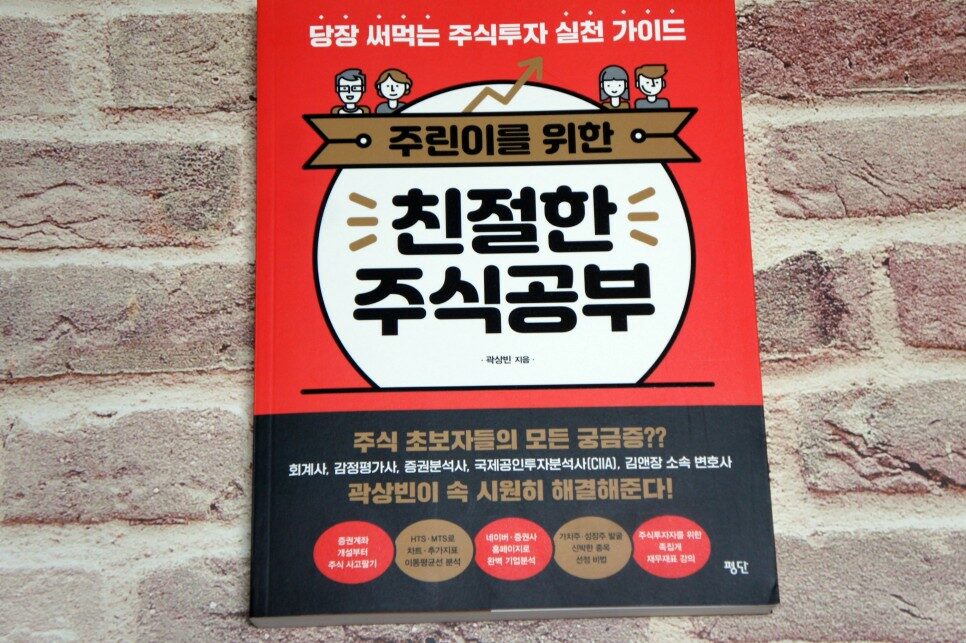 당장 써먹는 주식투자 실천 가이드
주린이를 위한
친절한
주식공부
· 곽상빈 지음 ·
주식 초보자들의 모든 궁금증??
회계사, 감정평가사, 증권분석사, 국제공인투자분석사(CIIA), 김앤장 소속 변호사
곽상빈이 속 시원히 해결해준다!
증권계좌
개설부터
주식 사고팔기
HTS·MTS로
차트·추가지표
이동평균선 분석
네이버·증권사
홈페이지로
완벽 기업분석
가치주·성장주 발굴
신박한 종목
선정 비법
주식투자자를 위한
족집게
재무제표 강의
평단